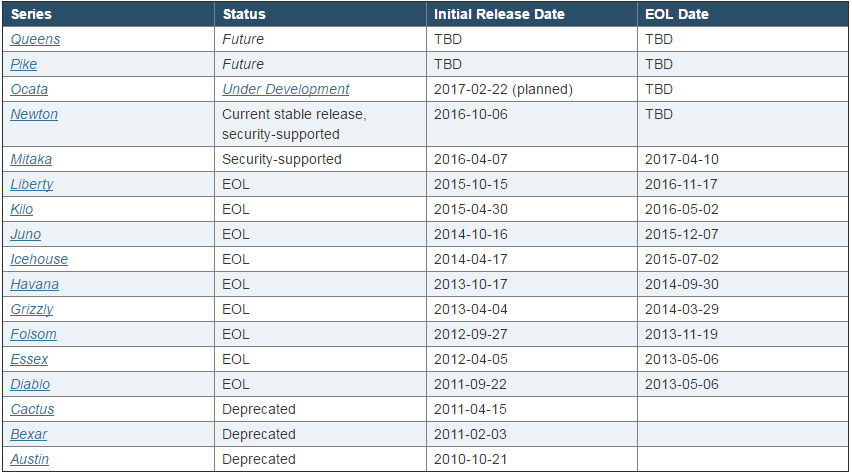 Series Status Initial Release Date EOL Date
Queens Future TBD TBD
Pike Future TBD TBD
Ocata Under Development 2017-02-22 (planned) TBD
Newton Current stable release, 2016-10-06 TBD
security-supported
Mitaka Security-supported 2016-04-07 2017-04-10
Liberty EOL 2015-10-15 2016-11-17
Kilo EOL 2015-04-30 2016-05-02
Juno EOL 2014-10-16 2015-12-07
Icehouse EOL 2014-04-17 2015-07-02
Havana EOL 2013-10-17 2014-09-30
Grizzly EOL 2013-04-04 2014-03-29
Folsom EOL 2012-09-27 2013-11-19
Essex EOL 2012-04-05 2013-05-06
Diablo EOL 2011-09-22 2013-05-06
Cactus Deprecated 2011-04-15
Bexar Deprecated 2011-02-03
Austin Deprecated 2010-10-21